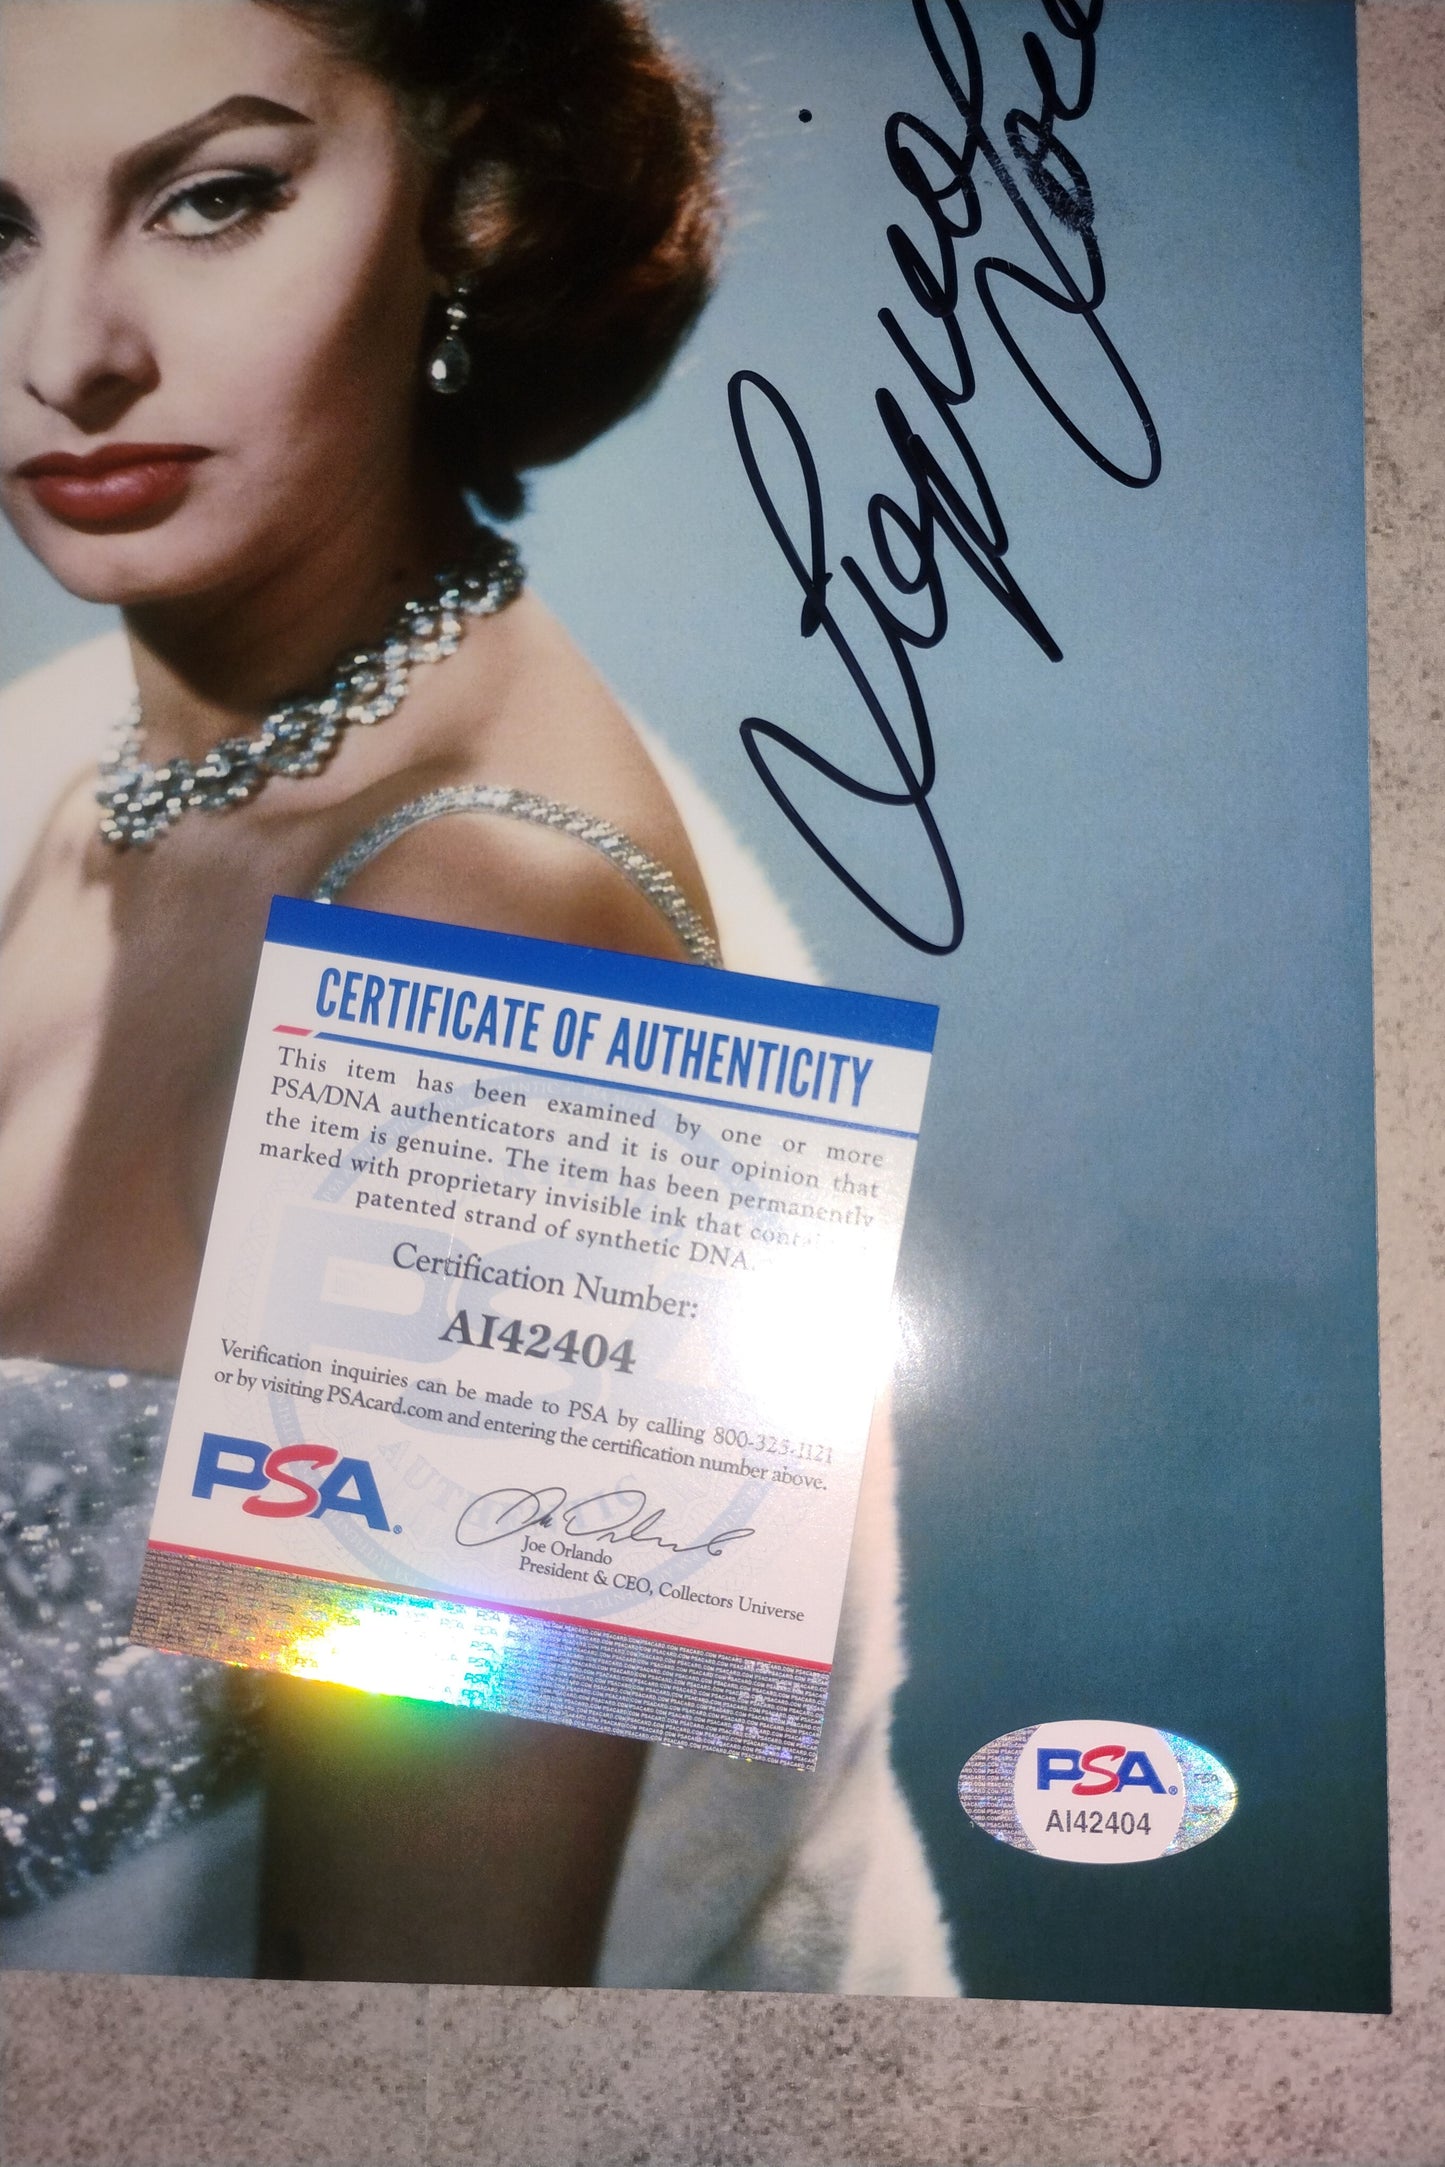 CERTIFICATE OF AUTHENTICITY
This item has been examined by one or more
PSA/DNA authenticators and it is our opinion that
the item is genuine. The item has been permanently
marked with proprietary invisible ink that
patented strand of synthetic DNA.
Certification Number:
AI42404
Verification inquiries can be made to PSA by calling 800-325-1121
or by visiting PSAcard.com and entering the certification number above.
PSA®
Joe Orlando
President & CEO, Collectors Universe
PSA®
AI42404